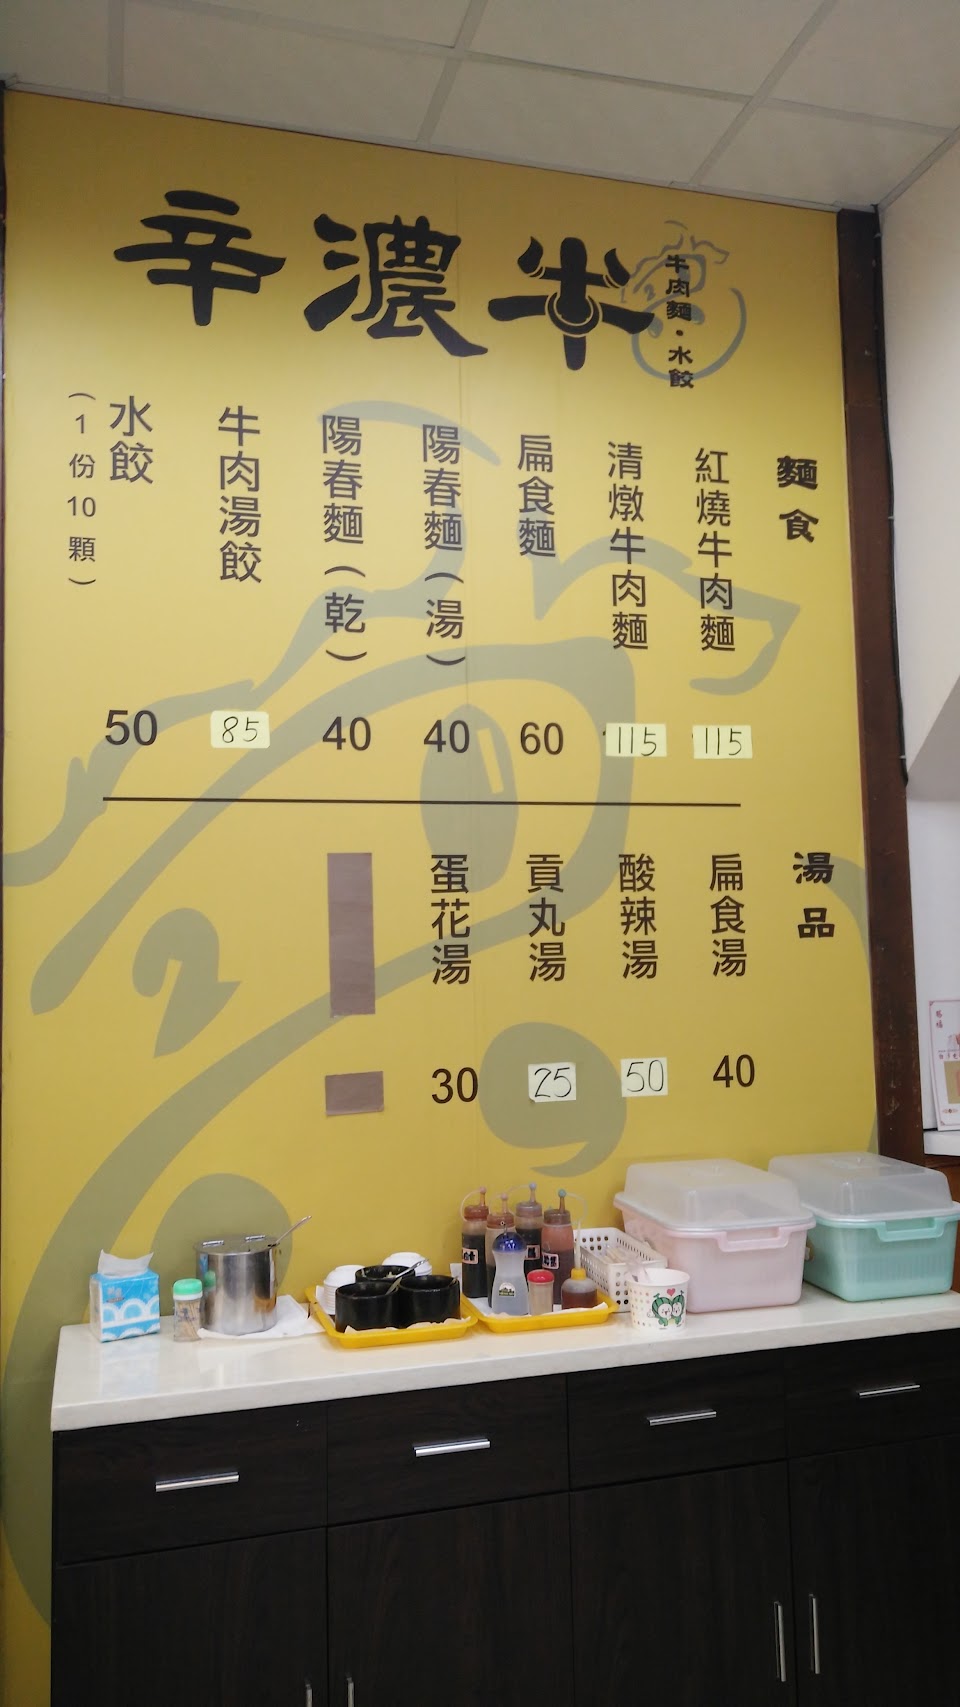 辛濃牛
牛肉麵・水餃
麵食
紅燒牛肉麵 115
清燉牛肉麵 115
扁食麵 60
陽春麵（湯） 40
陽春麵（乾） 40
牛肉湯餃 85
水餃 50
（1份10顆）
湯品
扁食湯 40
酸辣湯 50
貢丸湯 25
蛋花湯 30